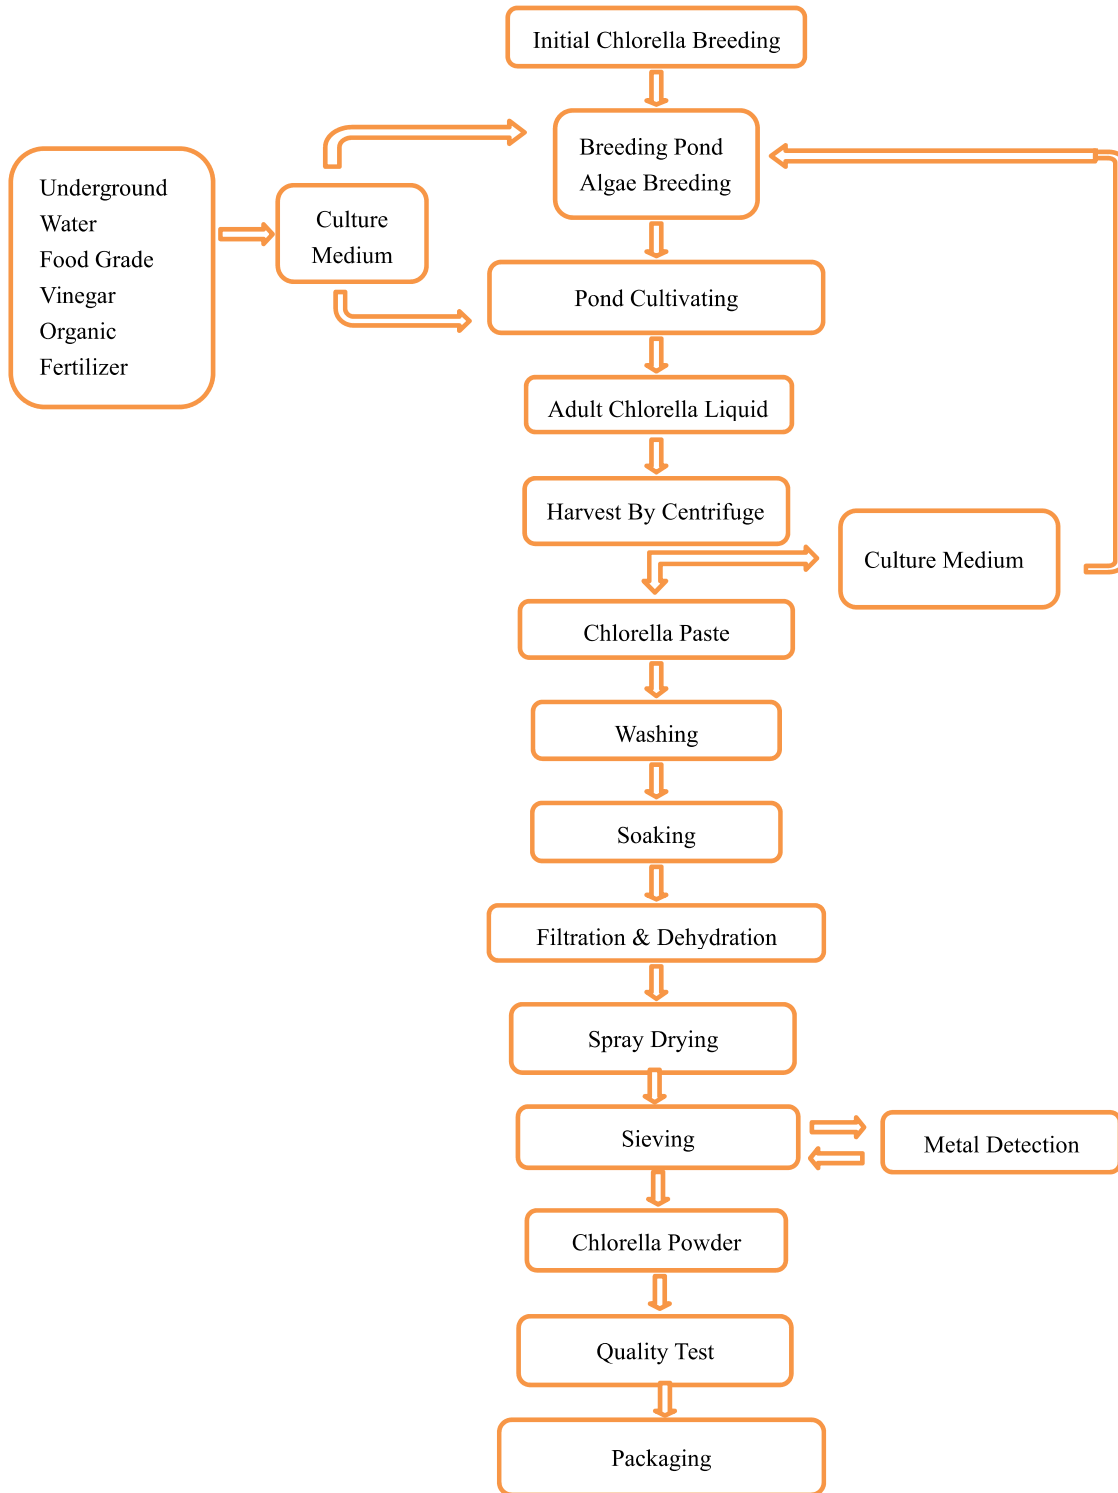 Initial Chlorella Breeding
Breeding Pond
Algae Breeding
Underground
Water
Food Grade
Vinegar
Organic
Fertilizer
Culture
Medium
Pond Cultivating
Adult Chlorella Liquid
Harvest By Centrifuge
Culture Medium
Chlorella Paste
Washing
Soaking
Filtration & Dehydration
Spray Drying
Sieving
Metal Detection
Chlorella Powder
Quality Test
Packaging